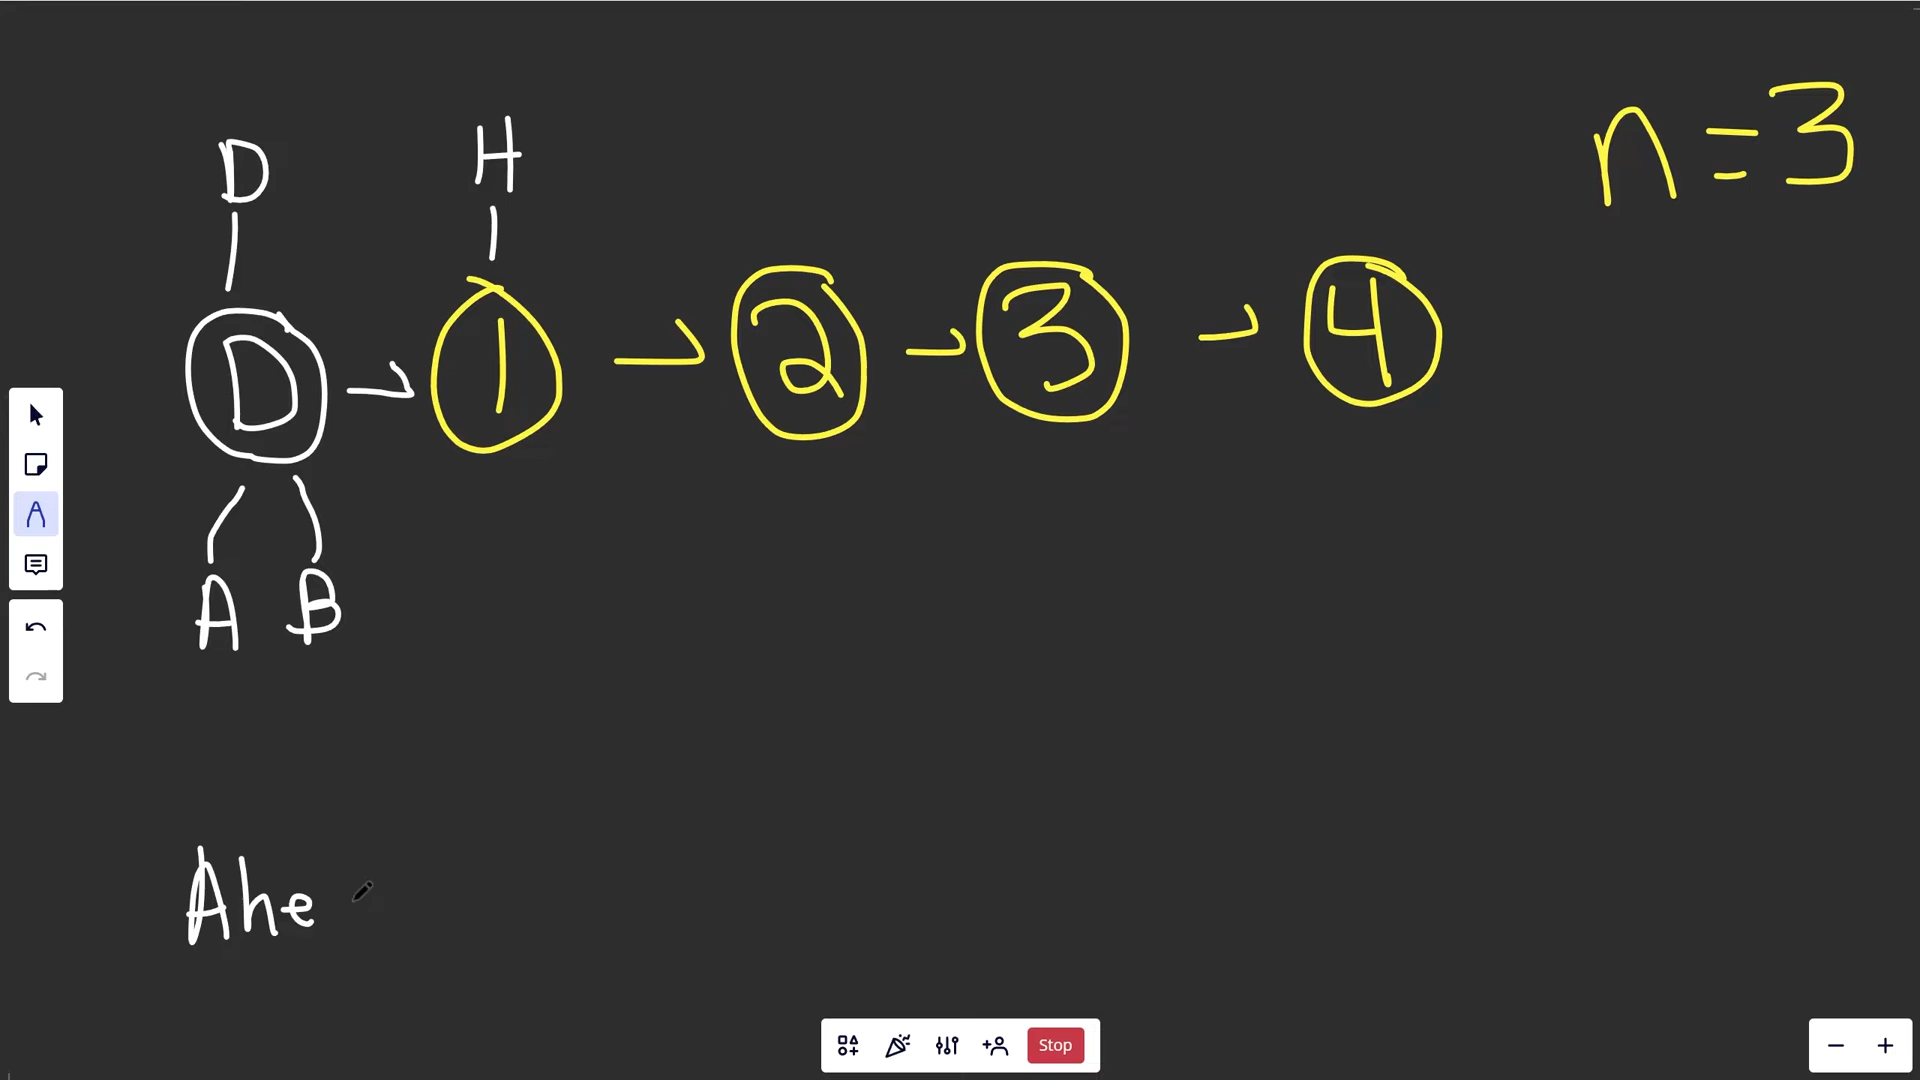 n = 3
D H
D → 1 → 2 → 3 → 4
A B
Ahe
Stop